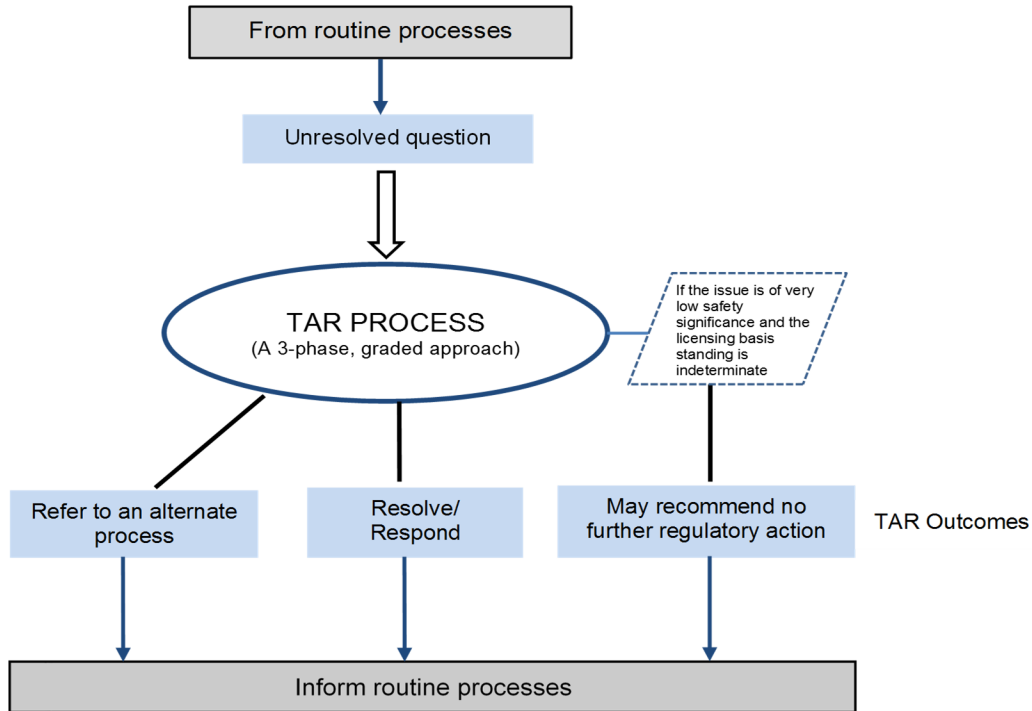 From routine processes
Unresolved question
TAR PROCESS
(A 3-phase, graded approach)
If the issue is of very
low safety
significance and the
licensing basis
standing is
indeterminate
Refer to an alternate
process
Resolve/
Respond
May recommend no
further regulatory action
TAR Outcomes
Inform routine processes